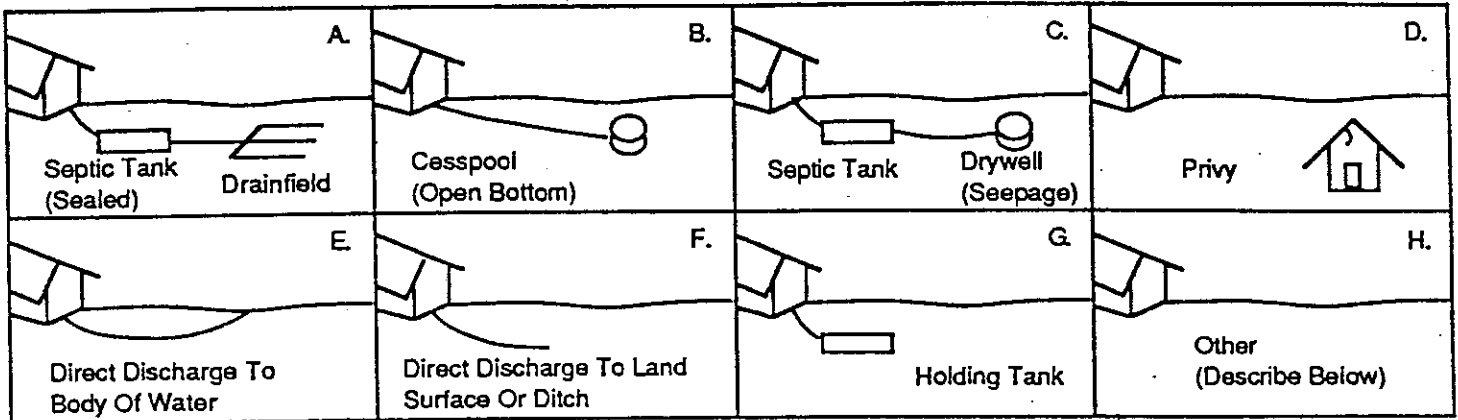 A.
Septic Tank
(Sealed)
Drainfield
B.
Cesspool
(Open Bottom)
C.
Septic Tank
Drywell
(Seepage)
D.
Privy
E.
Direct Discharge To
Body Of Water
F.
Direct Discharge To Land
Surface Or Ditch
G.
Holding Tank
H.
Other
(Describe Below)